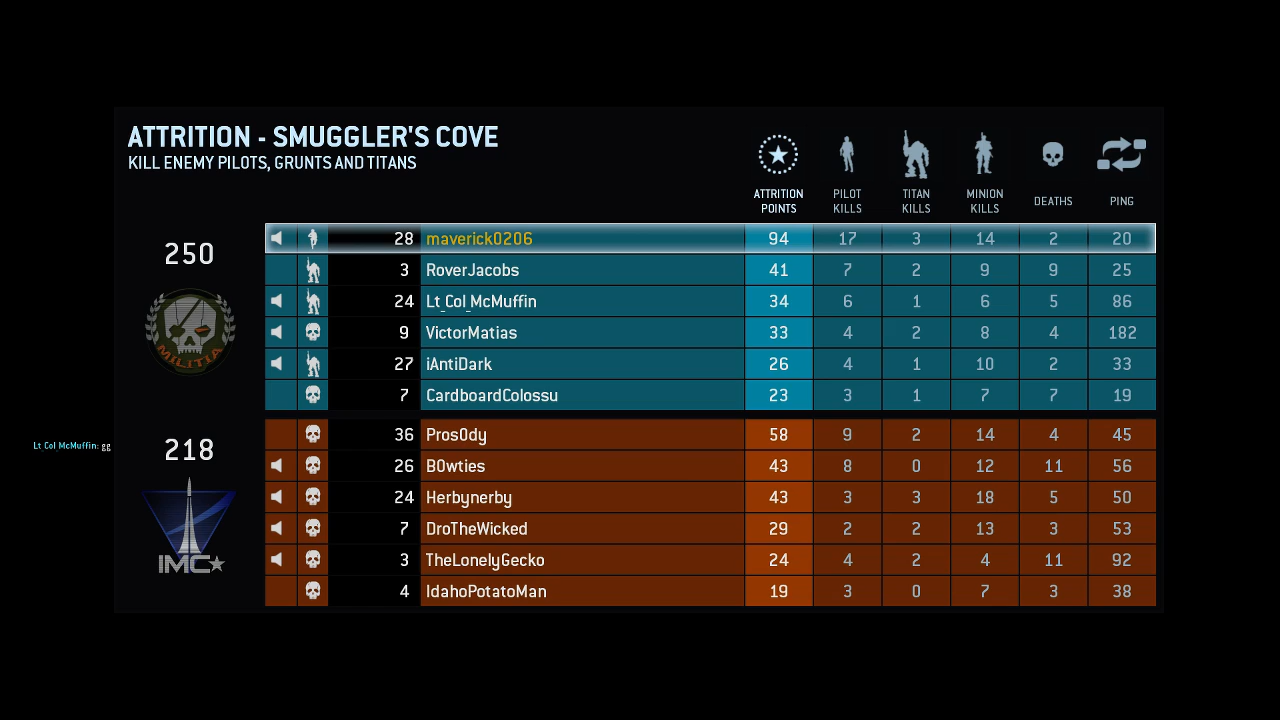 ATTRITION - SMUGGLER'S COVE
KILL ENEMY PILOTS, GRUNTS AND TITANS
ATTRITION POINTS
PILOT KILLS
TITAN KILLS
MINION KILLS
DEATHS
PING
250
MILITIA
28 maverick0206 94 17 3 14 2 20
3 RoverJacobs 41 7 2 9 9 25
24 Lt_Col_McMuffin 34 6 1 6 5 86
9 VictorMatias 33 4 2 8 4 182
27 iAntiDark 26 4 1 10 2 33
7 CardboardColossu 23 3 1 7 7 19
Lt Col McMuffin: gg
218
IMC
36 Pros0dy 58 9 2 14 4 45
26 B0wties 43 8 0 12 11 56
24 Herbynerby 43 3 3 18 5 50
7 DroTheWicked 29 2 2 13 3 53
3 TheLonelyGecko 24 4 2 4 11 92
4 IdahoPotatoMan 19 3 0 7 3 38